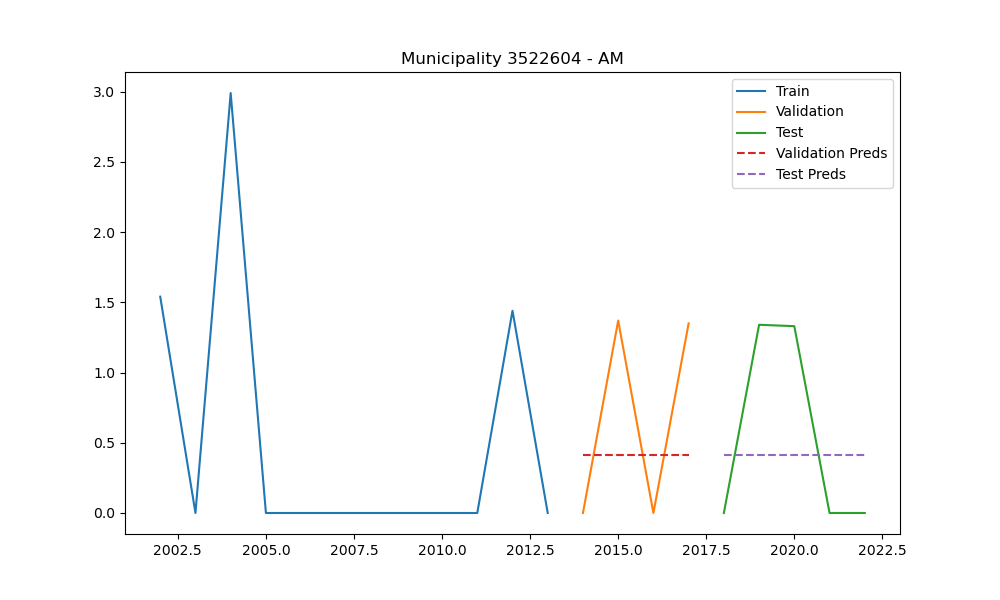 Municipality 3522604 - AM
Train
Validation
Test
Validation Preds
Test Preds
3.0
2.5
2.0
1.5
1.0
0.5
0.0
2002.5 2005.0 2007.5 2010.0 2012.5 2015.0 2017.5 2020.0 2022.5